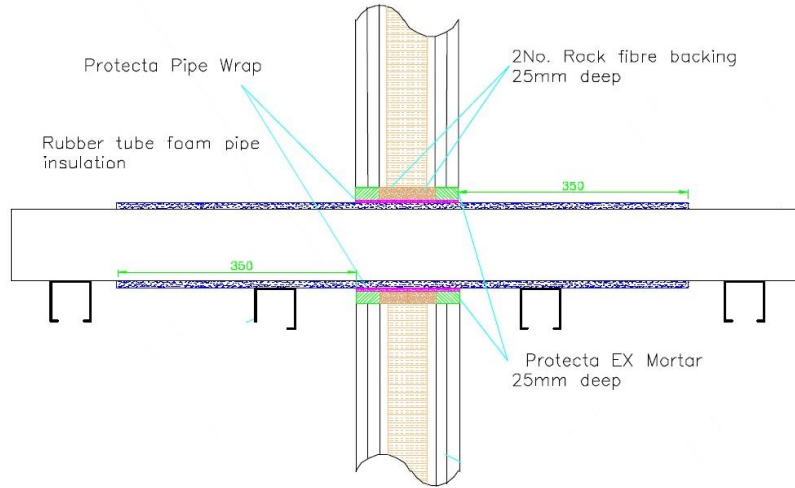 Protecta Pipe Wrap
2No. Rock fibre backing
25mm deep
Rubber tube foam pipe
insulation
350
350
Protecta EX Mortar
25mm deep